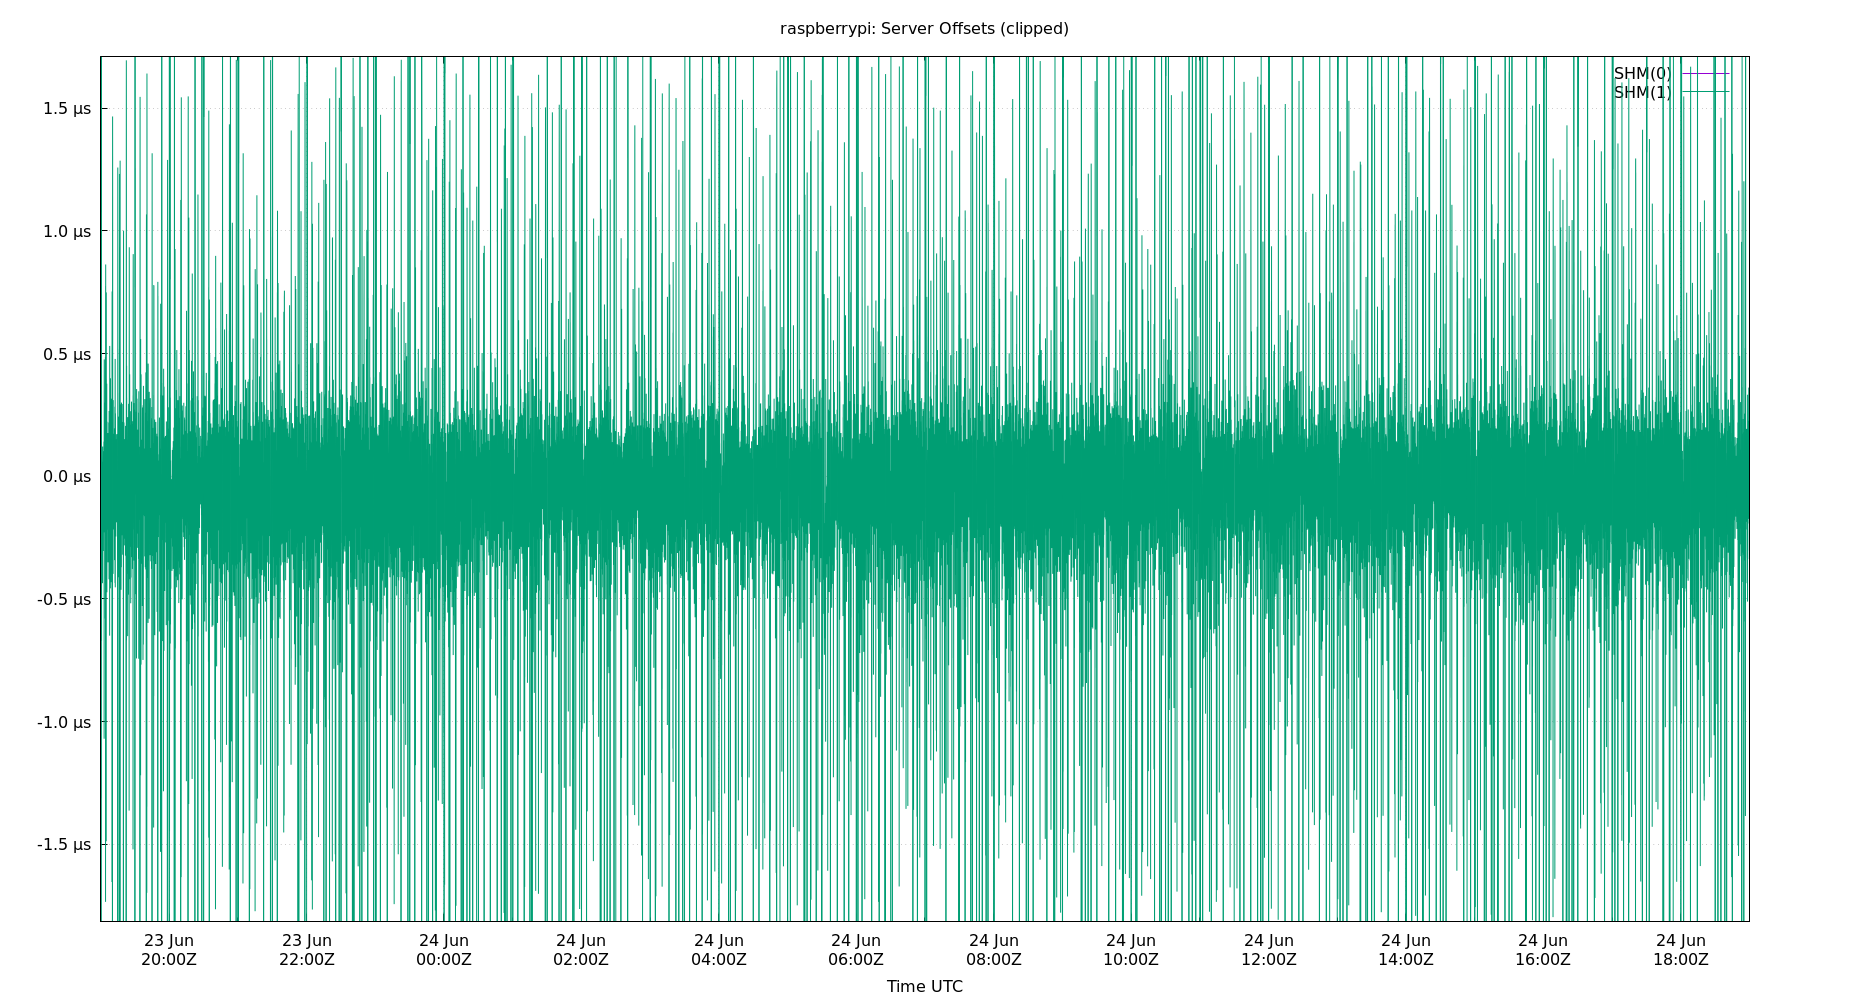 raspberrypi: Server Offsets (clipped)
SHM(0)
SHM(1)
1.5 µs
1.0 µs
0.5 µs
0.0 µs
-0.5 µs
-1.0 µs
-1.5 µs
23 Jun 23 Jun 24 Jun 24 Jun 24 Jun 24 Jun 24 Jun 24 Jun 24 Jun 24 Jun 24 Jun 24 Jun
20:00Z 22:00Z 00:00Z 02:00Z 04:00Z 06:00Z 08:00Z 10:00Z 12:00Z 14:00Z 16:00Z 18:00Z
Time UTC